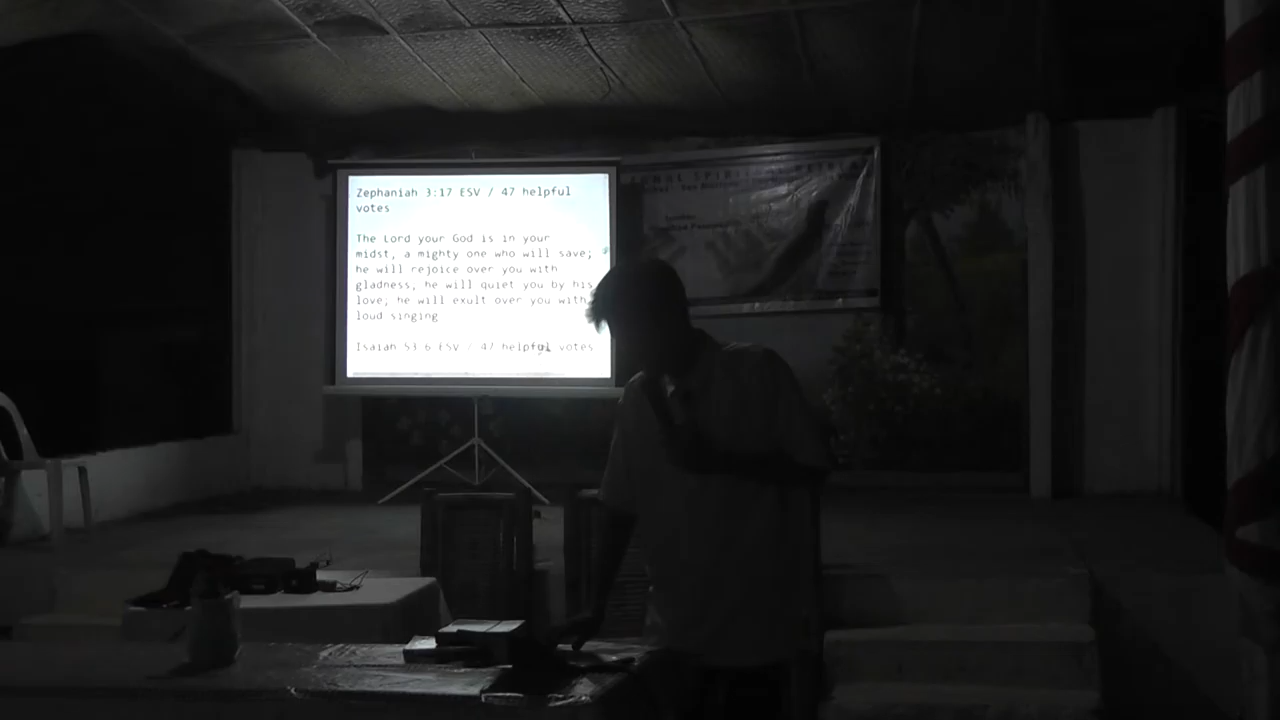 Zephaniah 3:17 ESV / 47 helpful
votes
The Lord your God is in your
midst, a mighty one who will save;
he will rejoice over you with
gladness, he will quiet you by his
love; he will exult over you with
loud singing
Isaiah 53 6 ESV / 47 helpful votes